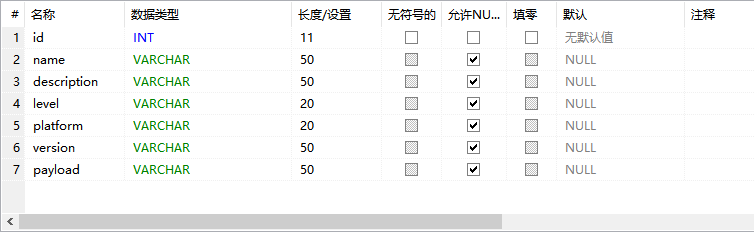 # 名称 数据类型 长度/设置 无符号的 允许NU... 填零 默认 注释
1 id INT 11 无默认值
2 name VARCHAR 50 NULL
3 description VARCHAR 50 NULL
4 level VARCHAR 20 NULL
5 platform VARCHAR 20 NULL
6 version VARCHAR 50 NULL
7 payload VARCHAR 50 NULL